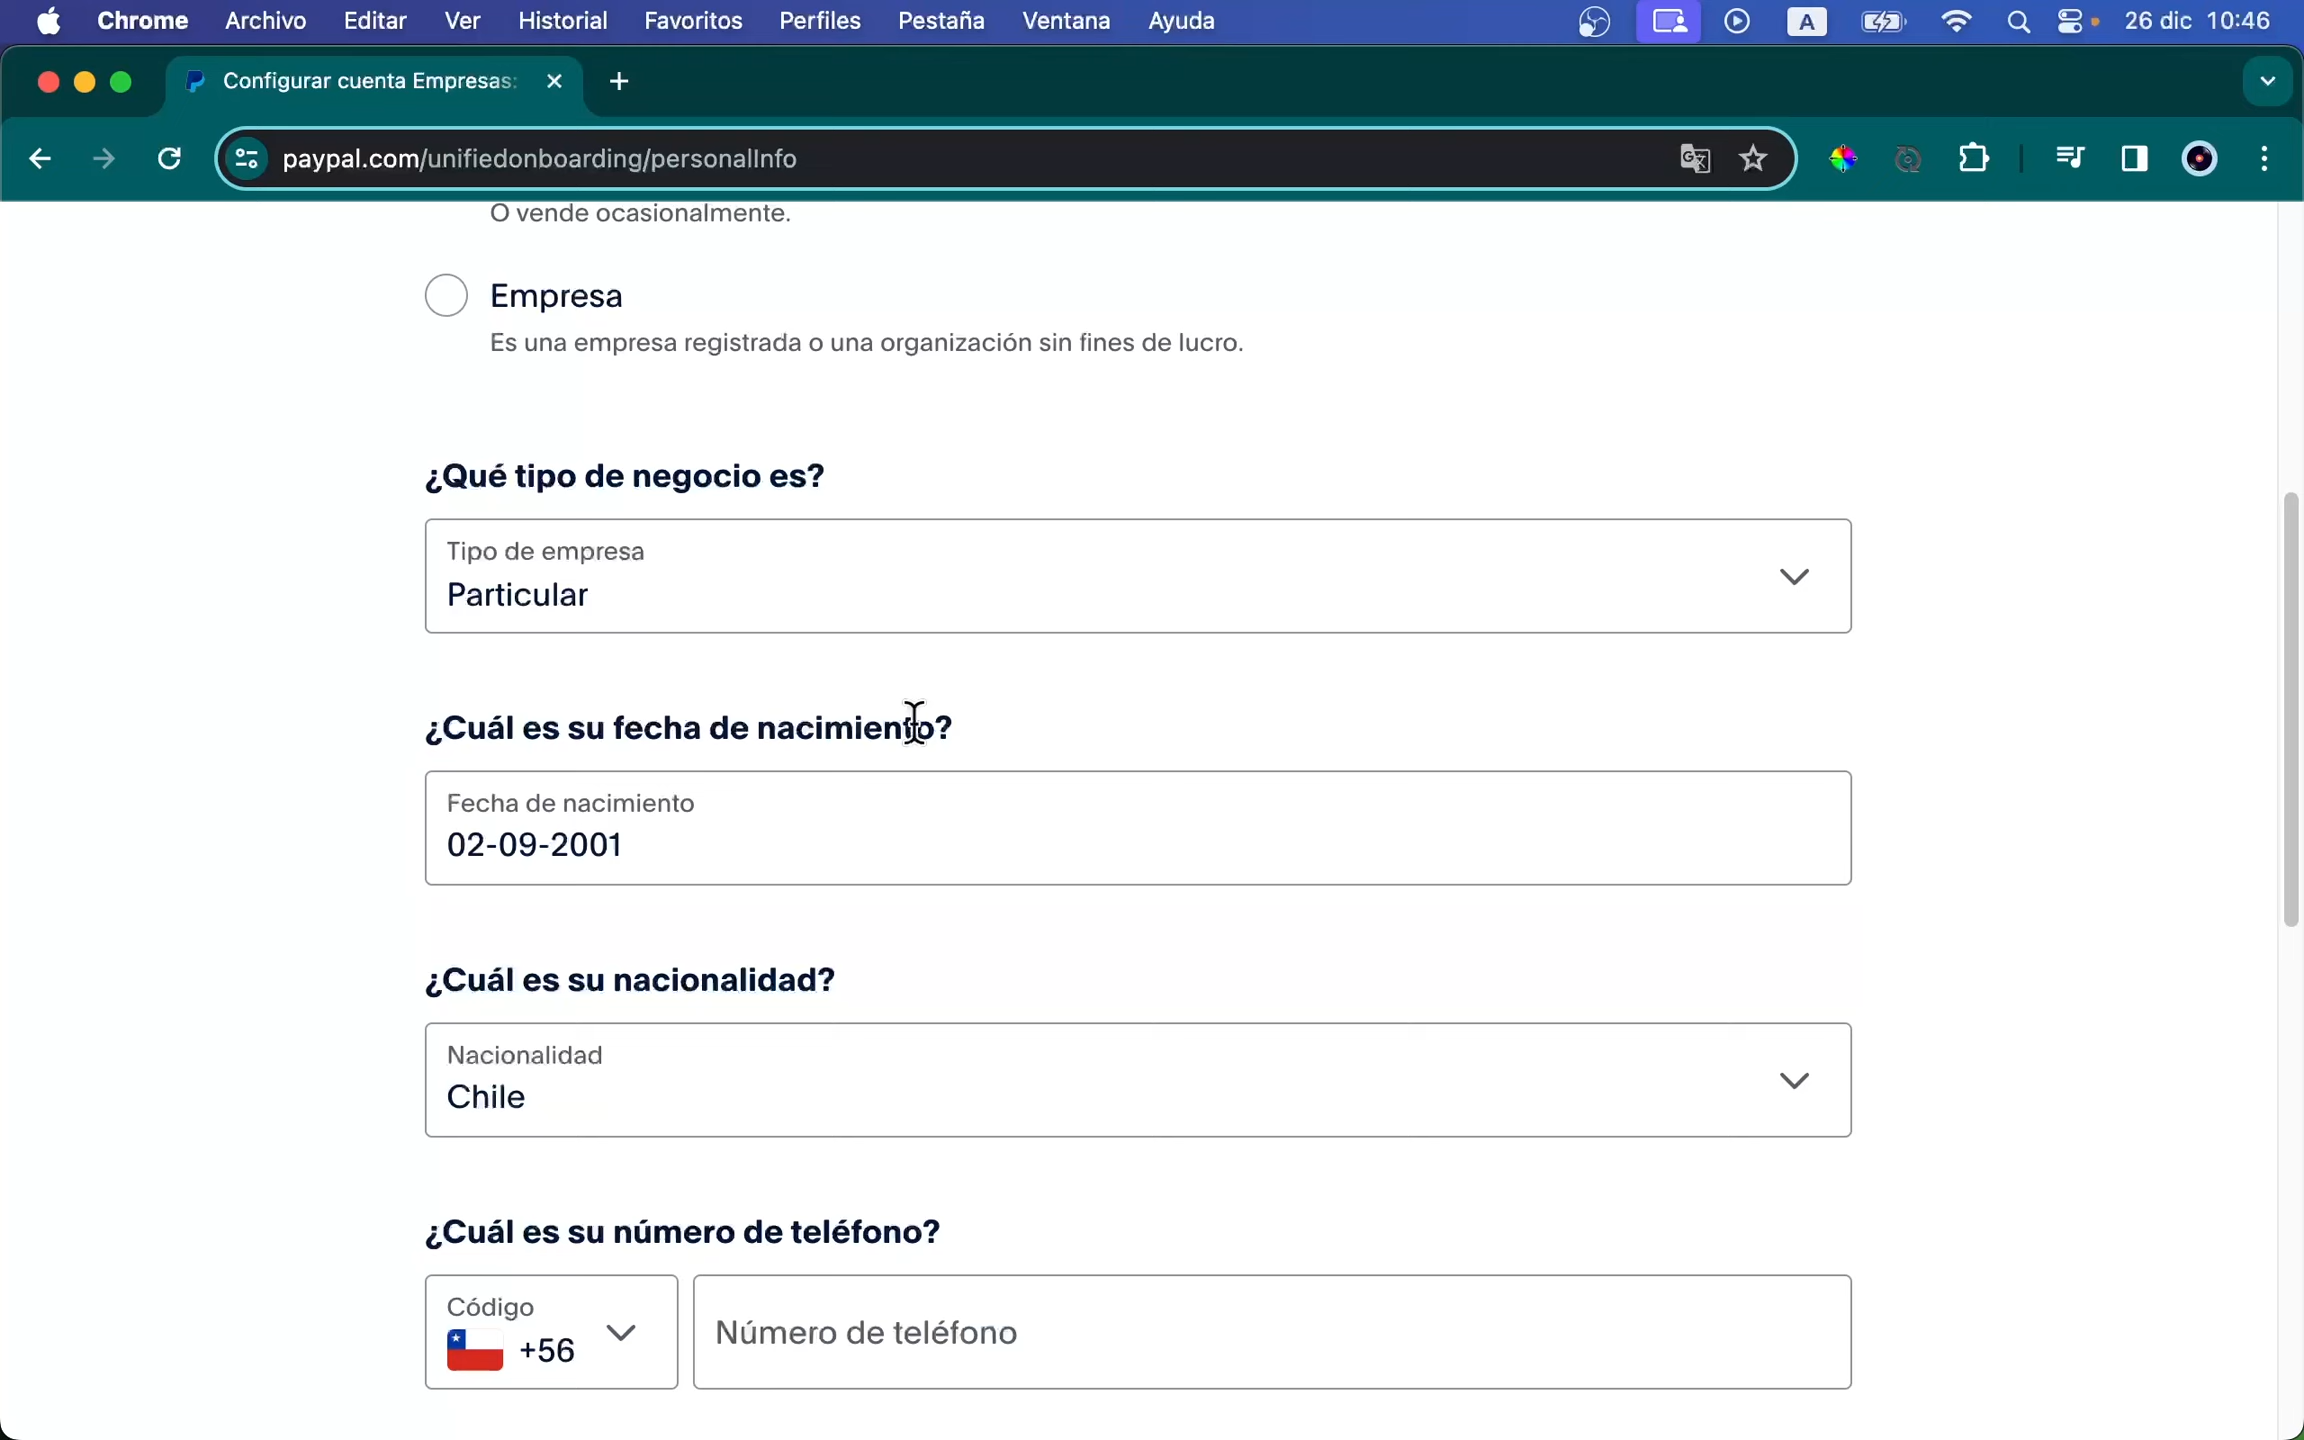 Chrome Archivo Editar Ver Historial Favoritos Perfiles Pestaña Ventana Ayuda A 26 dic 10:46
Configurar cuenta Empresas:
paypal.com/unifiedonboarding/personalInfo
O vende ocasionalmente.
Empresa
Es una empresa registrada o una organización sin fines de lucro.
¿Qué tipo de negocio es?
Tipo de empresa
Particular
¿Cuál es su fecha de nacimiento?
Fecha de nacimiento
02-09-2001
¿Cuál es su nacionalidad?
Nacionalidad
Chile
¿Cuál es su número de teléfono?
Código
+56
Número de teléfono